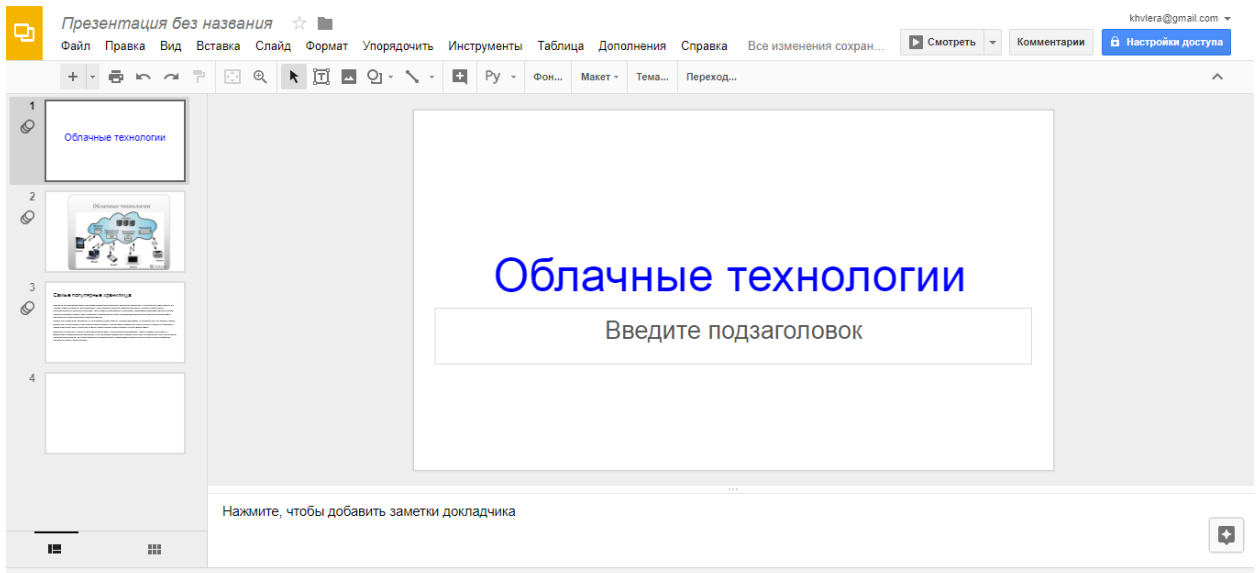 Презентация без названия
khvlera@gmail.com
Файл Правка Вид Вставка Слайд Формат Упорядочить Инструменты Таблица Дополнения Справка Все изменения сохран...
Смотреть Комментарии Настройки доступа
Ру Фон... Макет Тема... Переход...
1
Облачные технологии
2
Облачные технологии
3
Самые популярные хранилища
4
Облачные технологии
Введите подзаголовок
Нажмите, чтобы добавить заметки докладчика